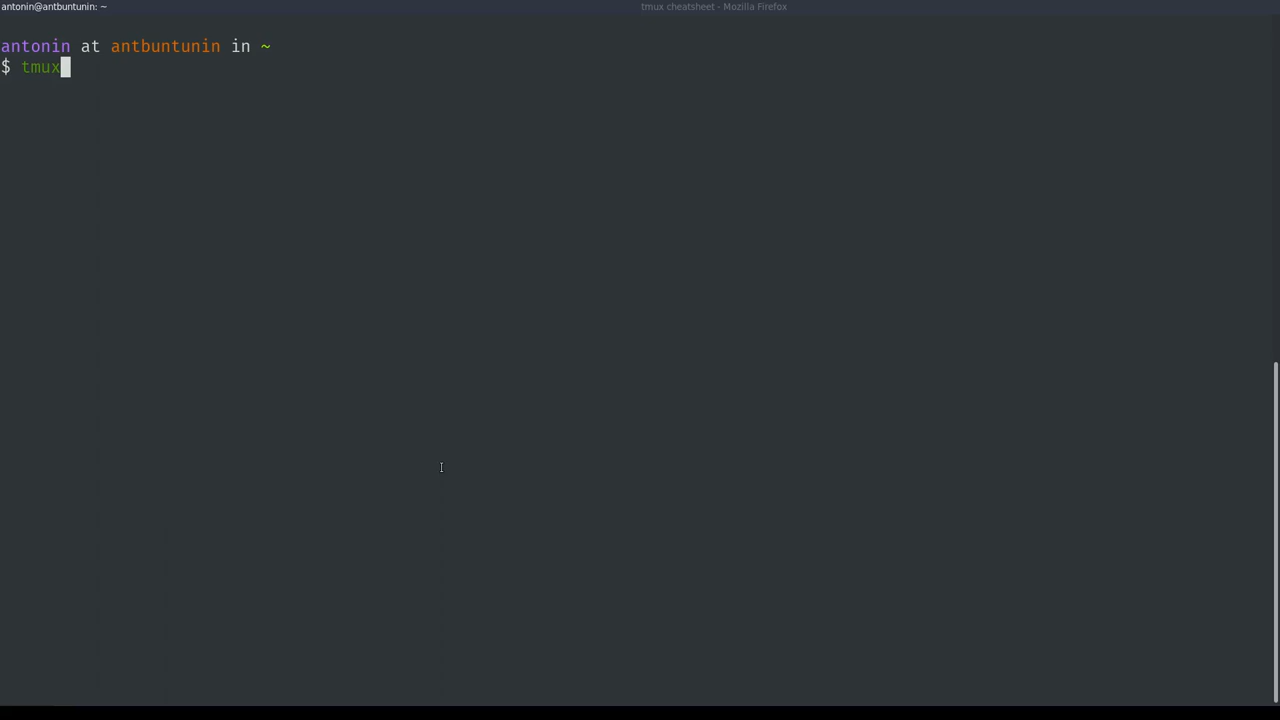 antonin@antbuntunin: ~
tmux cheatsheet - Mozilla Firefox
antonin at antbuntunin in ~
$ tmux